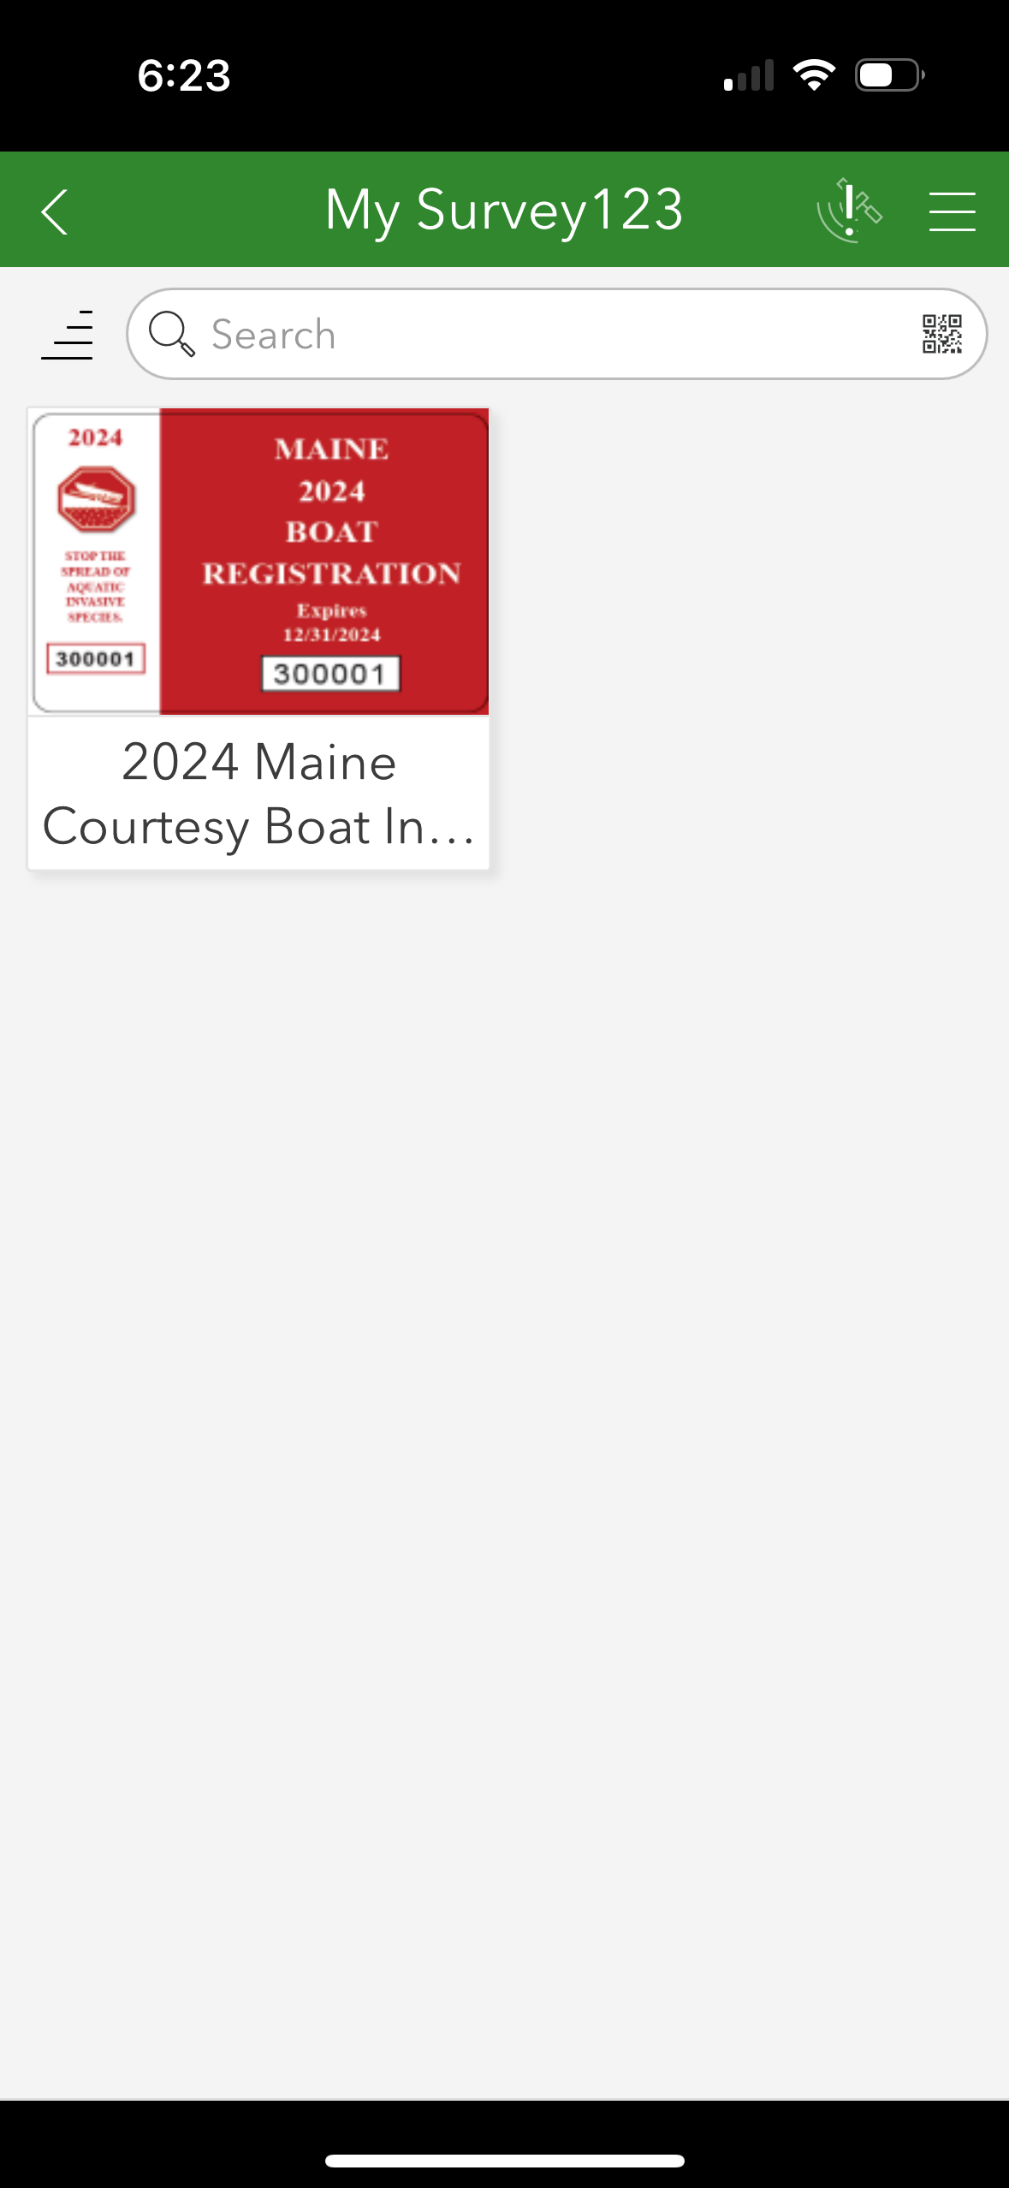 6:23
My Survey123
Search
2024
STOP THE
SPREAD OF
AQUATIC
INVASIVE
SPECIES.
300001
MAINE
2024
BOAT
REGISTRATION
Expires
12/31/2024
300001
2024 Maine
Courtesy Boat In...